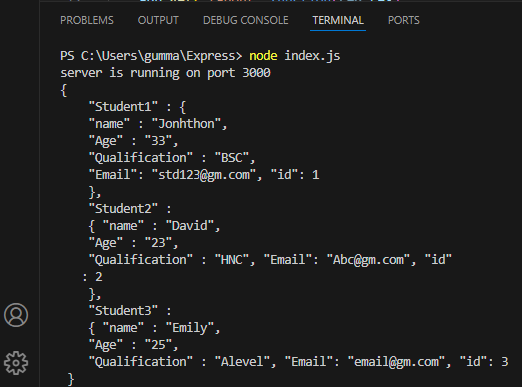 PROBLEMS OUTPUT DEBUG CONSOLE TERMINAL PORTS
PS C:\Users\gumma\Express> node index.js
server is running on port 3000
{
"Student1" : {
"name" : "Jonhthon",
"Age" : "33",
"Qualification" : "BSC",
"Email": "std123@gm.com", "id": 1
},
"Student2" :
{ "name" : "David",
"Age" : "23",
"Qualification" : "HNC", "Email": "Abc@gm.com", "id"
: 2
},
"Student3" :
{ "name" : "Emily",
"Age" : "25",
"Qualification" : "Alevel", "Email": "email@gm.com", "id": 3
}